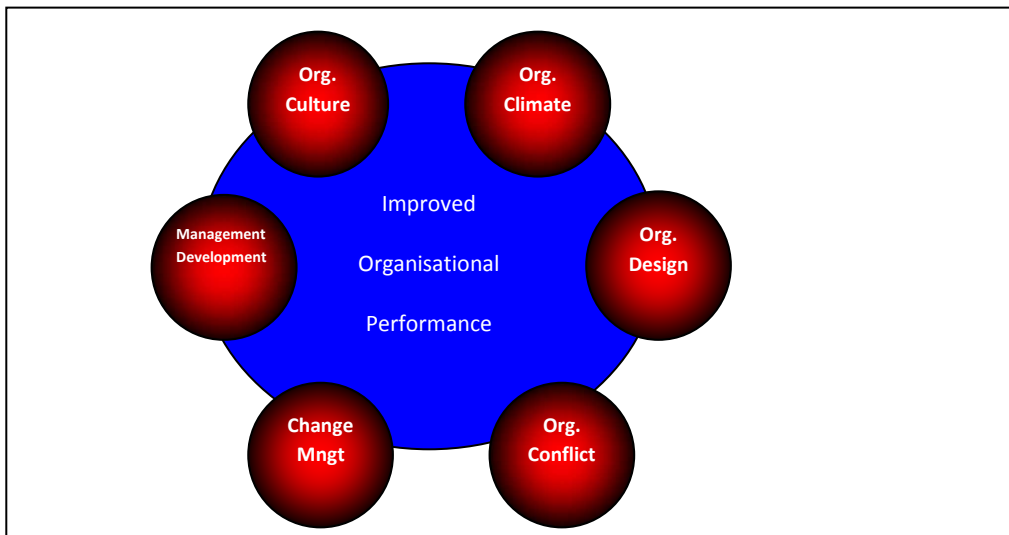 Org.
Culture
Org.
Climate
Improved
Organisational
Performance
Management
Development
Org.
Design
Change
Mngt
Org.
Conflict